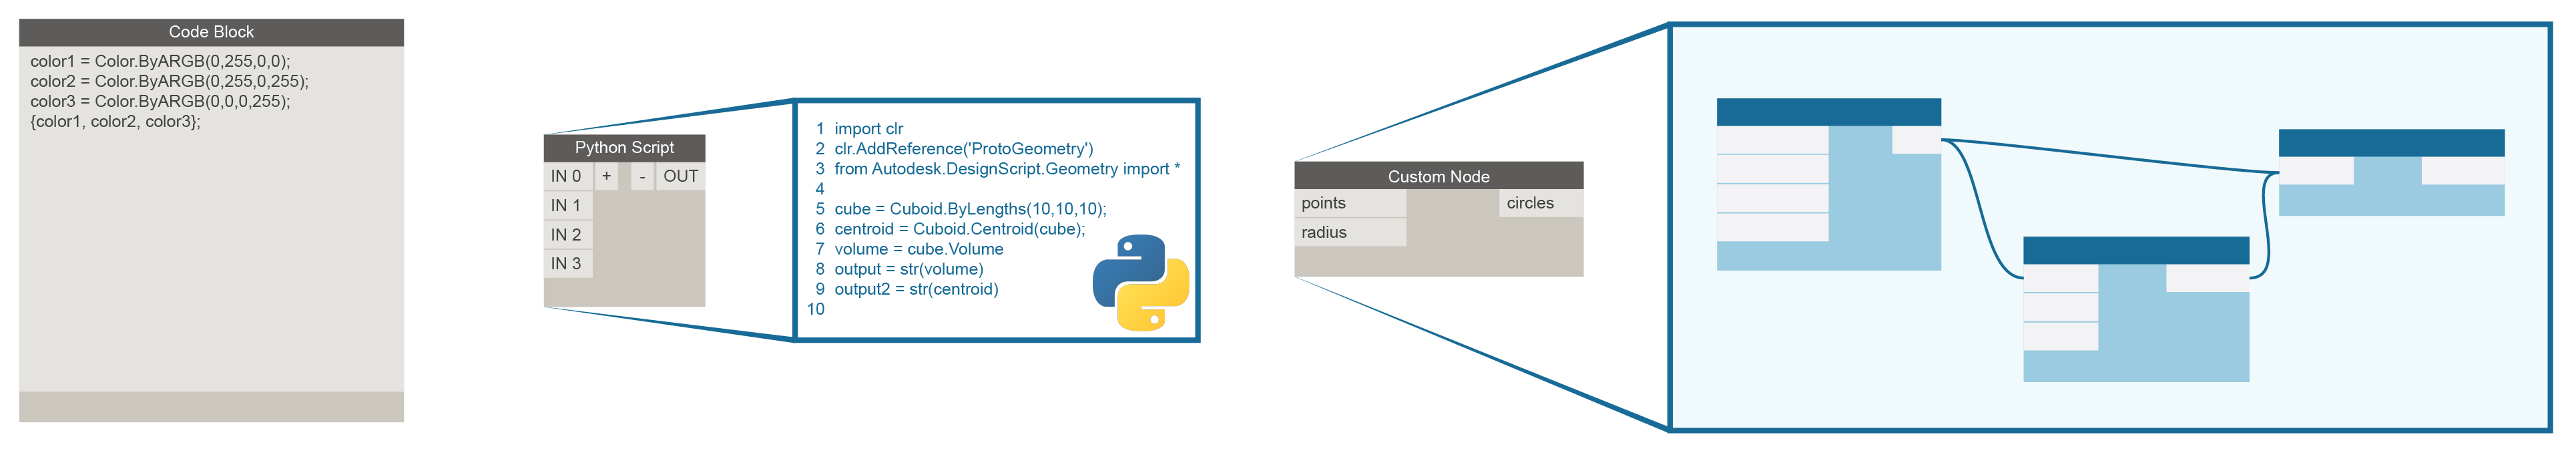 Code Block
color1 = Color.ByARGB(0,255,0,0);
color2 = Color.ByARGB(0,255,0,255);
color3 = Color.ByARGB(0,0,0,255);
{color1, color2, color3};
Python Script
IN 0 + - OUT
IN 1
IN 2
IN 3
1 import clr
2 clr.AddReference('ProtoGeometry')
3 from Autodesk.DesignScript.Geometry import *
4
5 cube = Cuboid.ByLengths(10,10,10);
6 centroid = Cuboid.Centroid(cube);
7 volume = cube.Volume
8 output = str(volume)
9 output2 = str(centroid)
10
Custom Node
points circles
radius